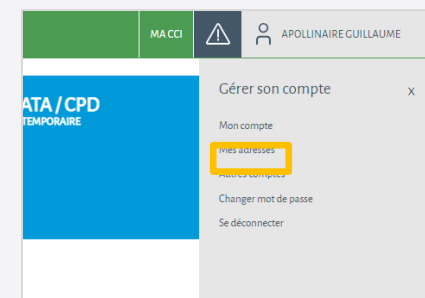 MA CCI
APOLLINAIRE GUILLAUME
ATA / CPD
TEMPORAIRE
Gérer son compte
x
Mon compte
Mes adresses
Autres comptes
Changer mot de passe
Se déconnecter